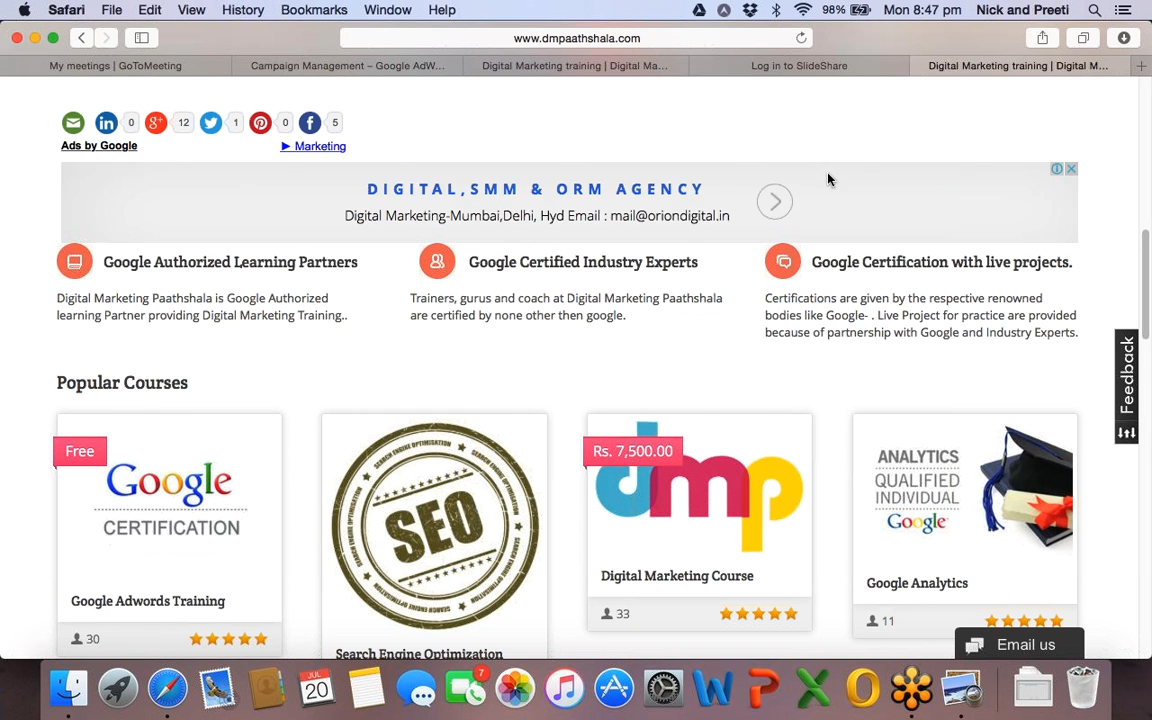 Safari File Edit View History Bookmarks Window Help 98% Mon 8:47 pm Nick and Preeti
www.dmpaathshala.com
My meetings | GoToMeeting Campaign Management – Google AdW... Digital Marketing training | Digital Ma... Log in to SlideShare Digital Marketing training | Digital M...
0 12 1 0 5
Ads by Google ► Marketing
DIGITAL,SMM & ORM AGENCY
Digital Marketing-Mumbai,Delhi, Hyd Email : mail@oriondigital.in
Google Authorized Learning Partners
Digital Marketing Paathshala is Google Authorized
learning Partner providing Digital Marketing Training..
Google Certified Industry Experts
Trainers, gurus and coach at Digital Marketing Paathshala
are certified by none other then google.
Google Certification with live projects.
Certifications are given by the respective renowned
bodies like Google- . Live Project for practice are provided
because of partnership with Google and Industry Experts.
Feedback
Popular Courses
Free
Google
CERTIFICATION
Google Adwords Training
30
SEARCH ENGINE OPTIMISATION
SEO
SEARCH ENGINE OPTIMISATION
Search Engine Optimization
Rs. 7,500.00
dmp
Digital Marketing Course
33
ANALYTICS
QUALIFIED
INDIVIDUAL
Google
Google Analytics
11
Email us
JUL
20
7